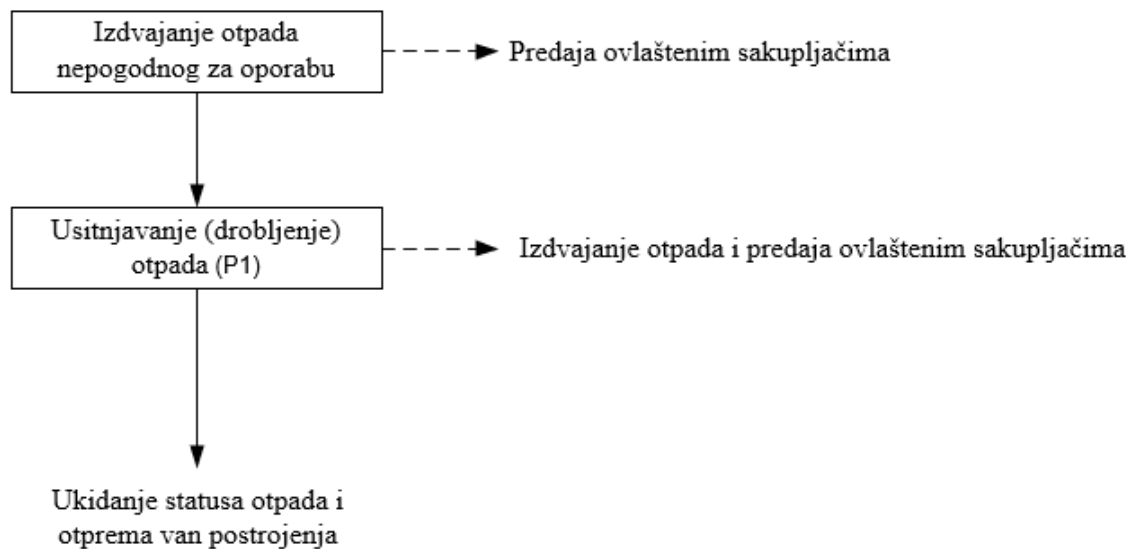 Izdvajanje otpada
nepogodnog za oporabu
Predaja ovlaštenim sakupljačima
Usitnjavanje (drobljenje)
otpada (P1)
Izdvajanje otpada i predaja ovlaštenim sakupljačima
Ukidanje statusa otpada i
otprema van postrojenja